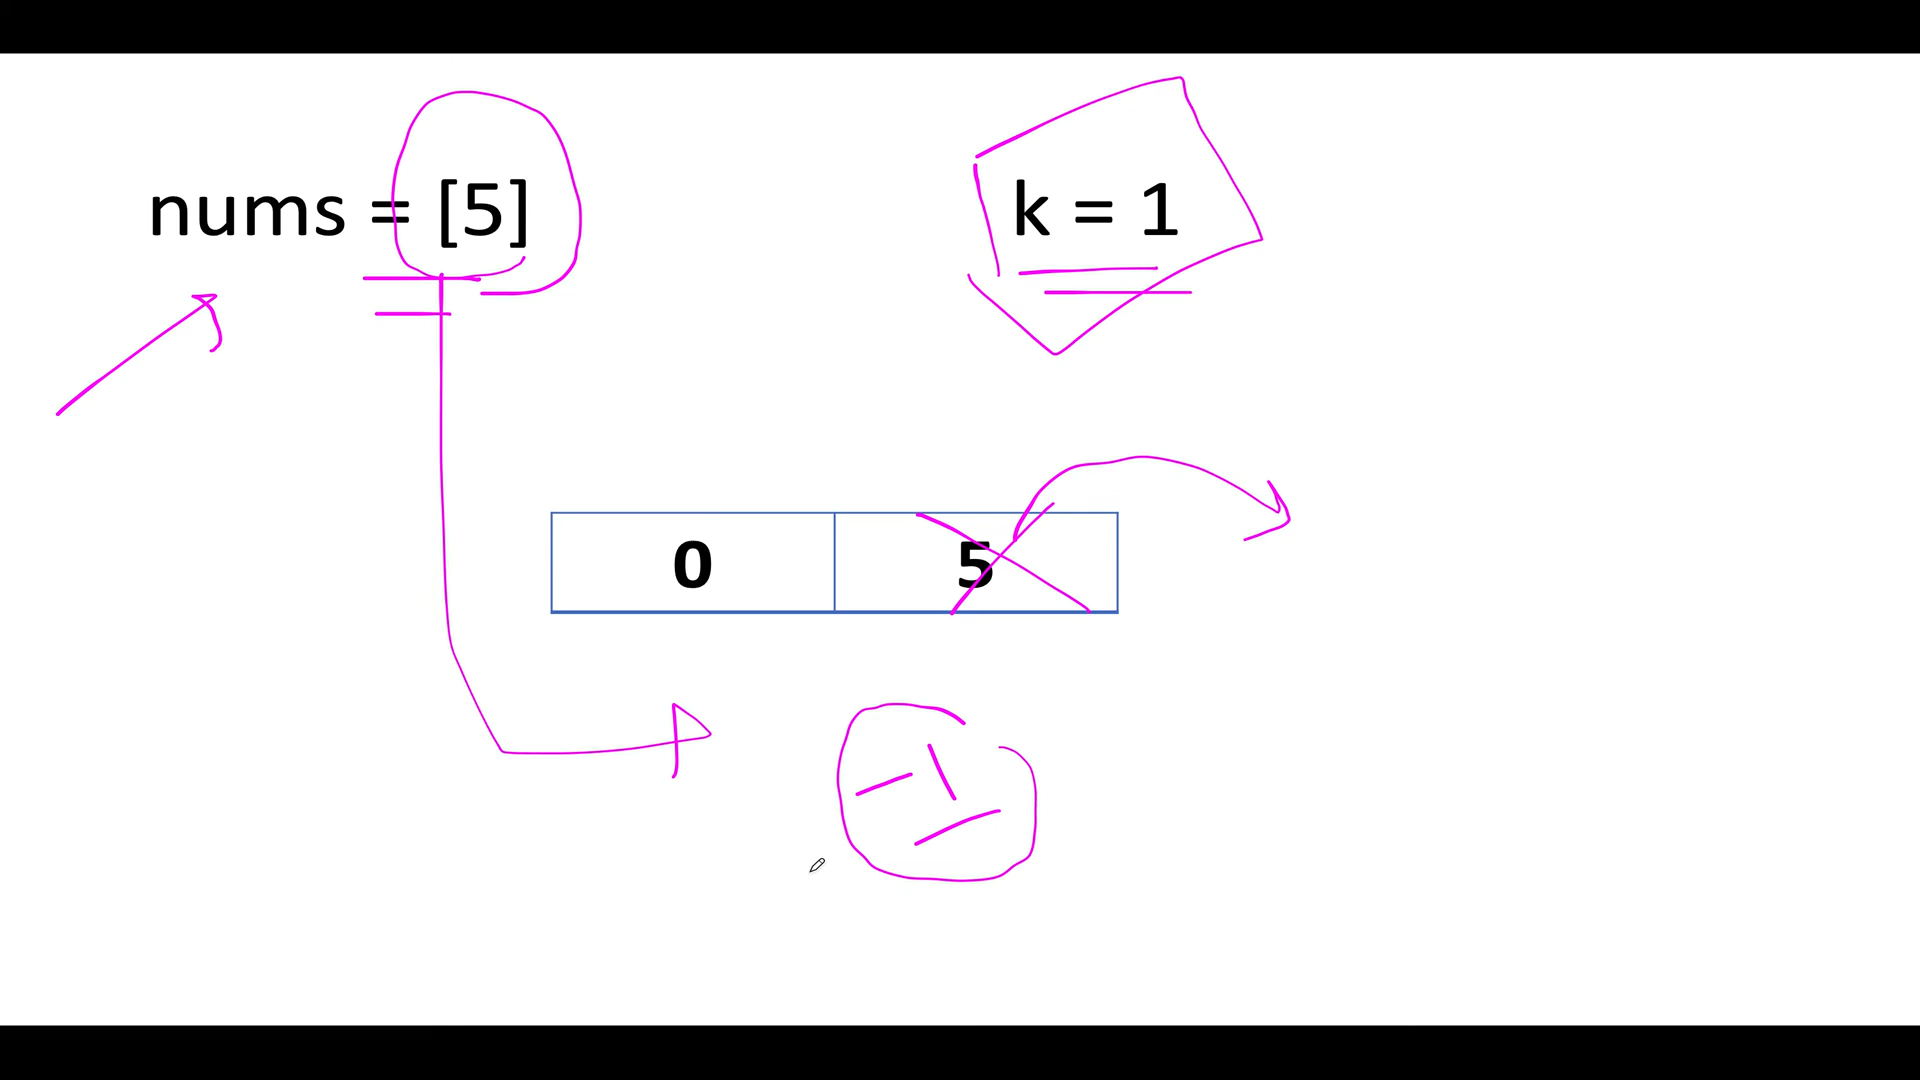 nums = [5] k = 1
0 5
-1